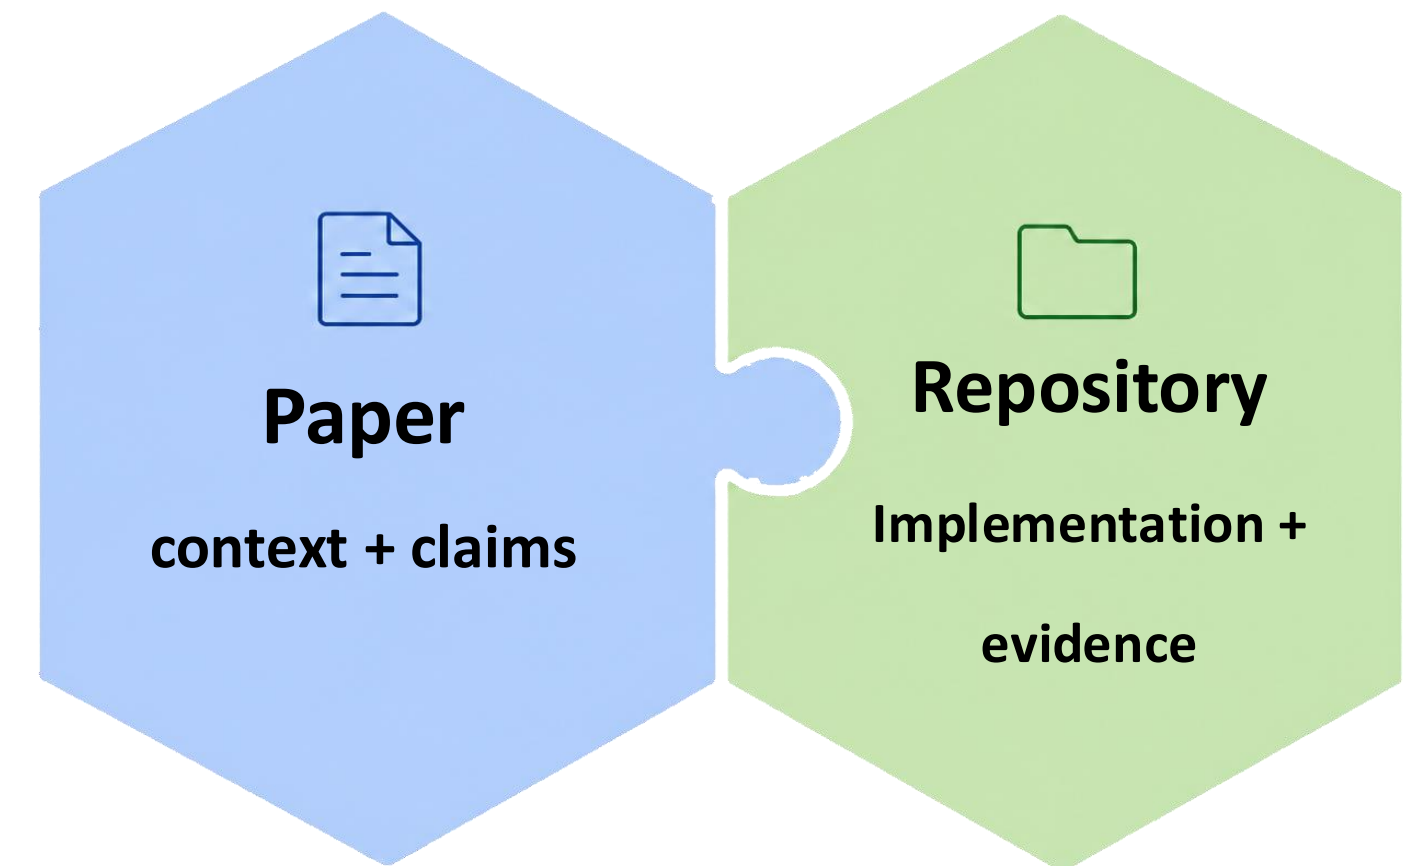 Paper
context + claims
Repository
Implementation +
evidence